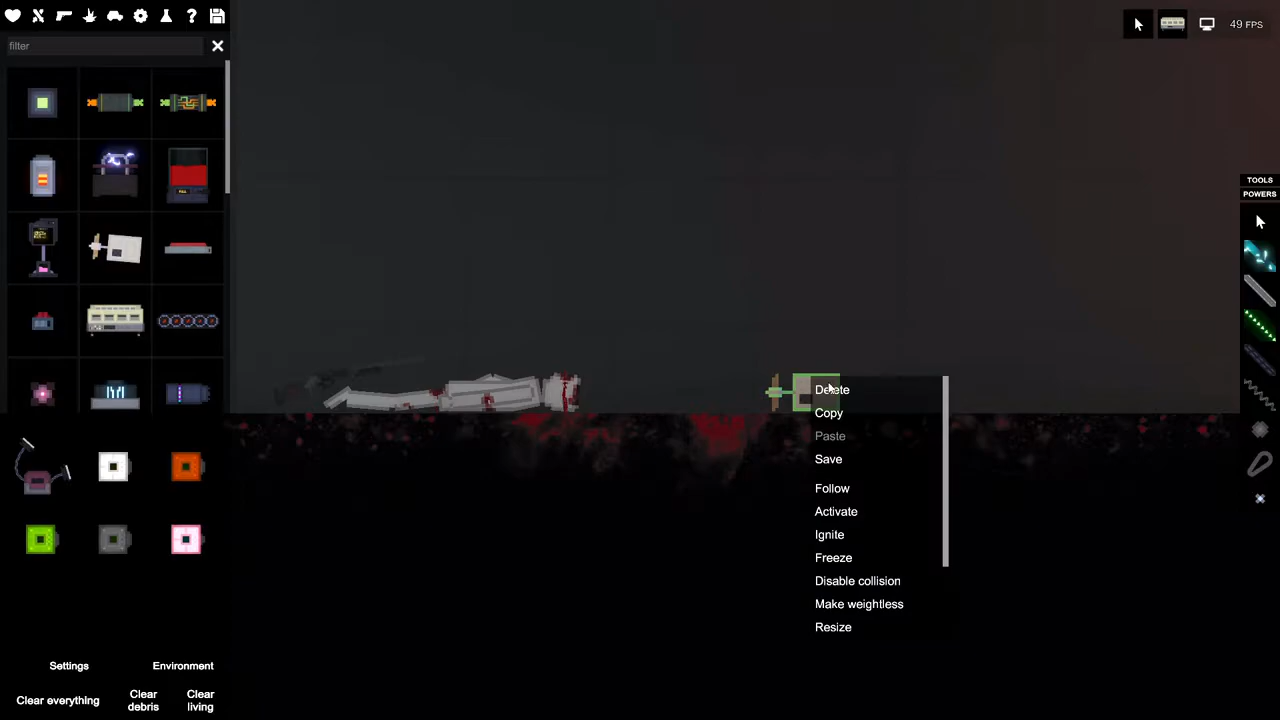 49 FPS
filter
TOOLS
POWERS
Delete
Copy
Paste
Save
Follow
Activate
Ignite
Freeze
Disable collision
Make weightless
Resize
Settings
Environment
Clear everything
Clear debris
Clear living